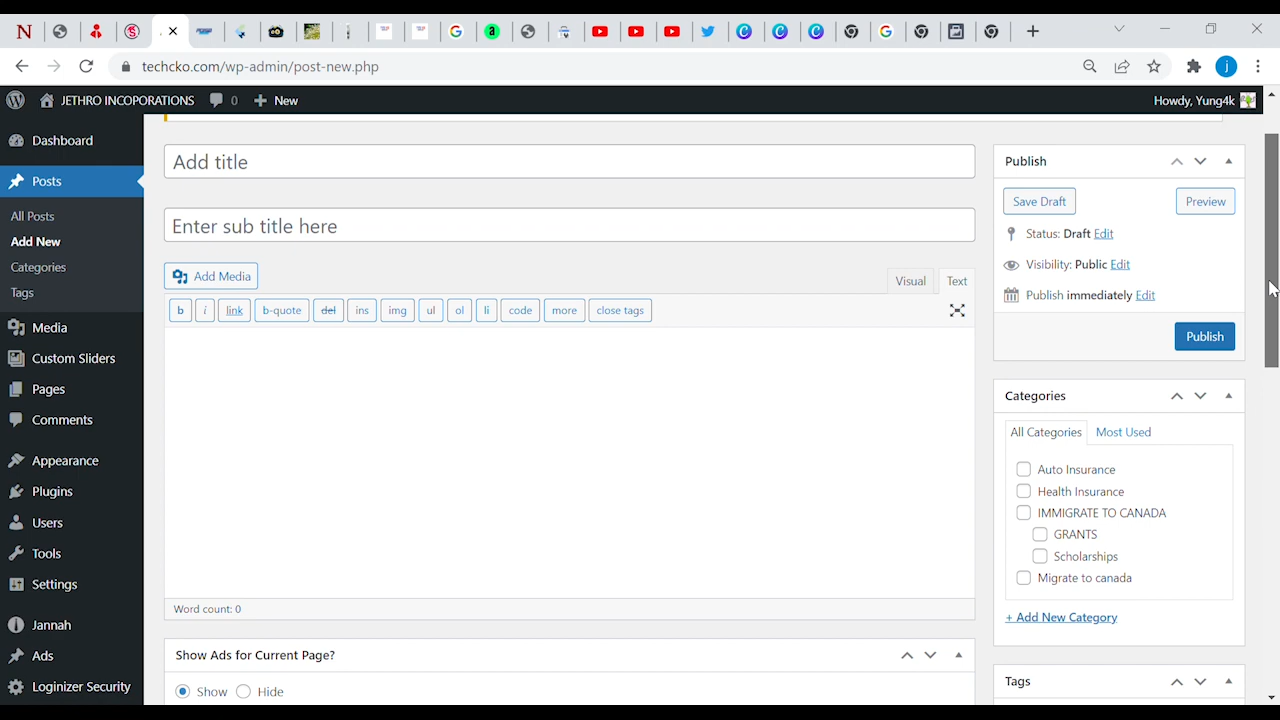 techcko.com/wp-admin/post-new.php
j
JETHRO INCOPORATIONS
0
New
Howdy, Yung4k
Dashboard
Posts
All Posts
Add New
Categories
Tags
Media
Custom Sliders
Pages
Comments
Appearance
Plugins
Users
Tools
Settings
Jannah
Ads
Loginizer Security
Add title
Enter sub title here
Add Media
Visual
Text
b
i
link
b-quote
del
ins
img
ul
ol
li
code
more
close tags
Word count: 0
Show Ads for Current Page?
Show
Hide
Publish
Save Draft
Preview
Status: Draft Edit
Visibility: Public Edit
Publish immediately Edit
Publish
Categories
All Categories
Most Used
Auto Insurance
Health Insurance
IMMIGRATE TO CANADA
GRANTS
Scholarships
Migrate to canada
+ Add New Category
Tags